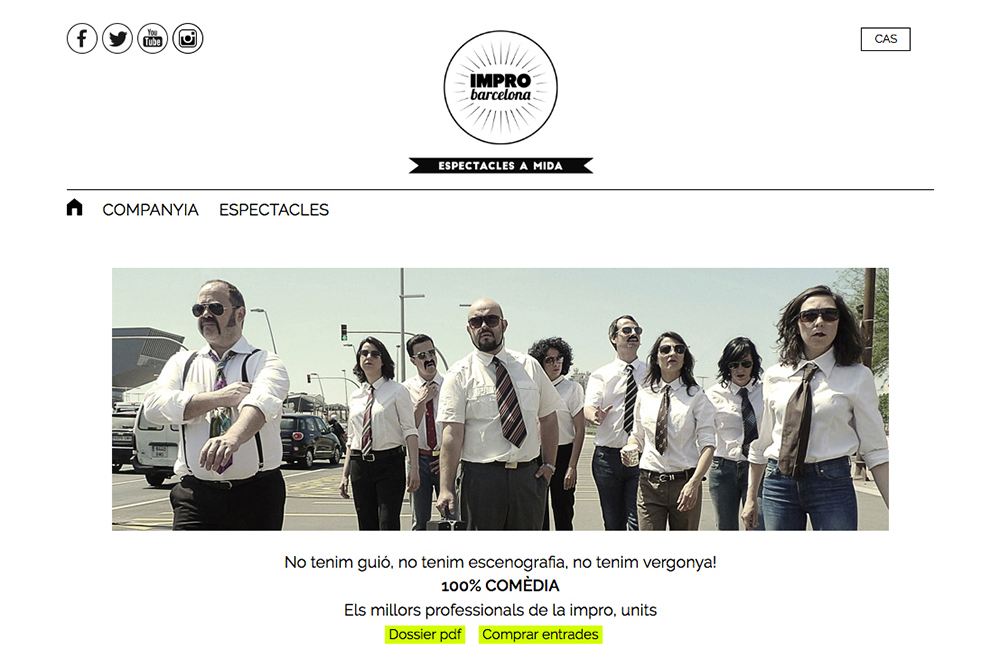 You
Tube
CAS
IMPRO
barcelona
ESPECTACLES A MIDA
COMPANYIA ESPECTACLES
No tenim guió, no tenim escenografia, no tenim vergonya!
100% COMÈDIA
Els millors professionals de la impro, units
Dossier pdf Comprar entrades